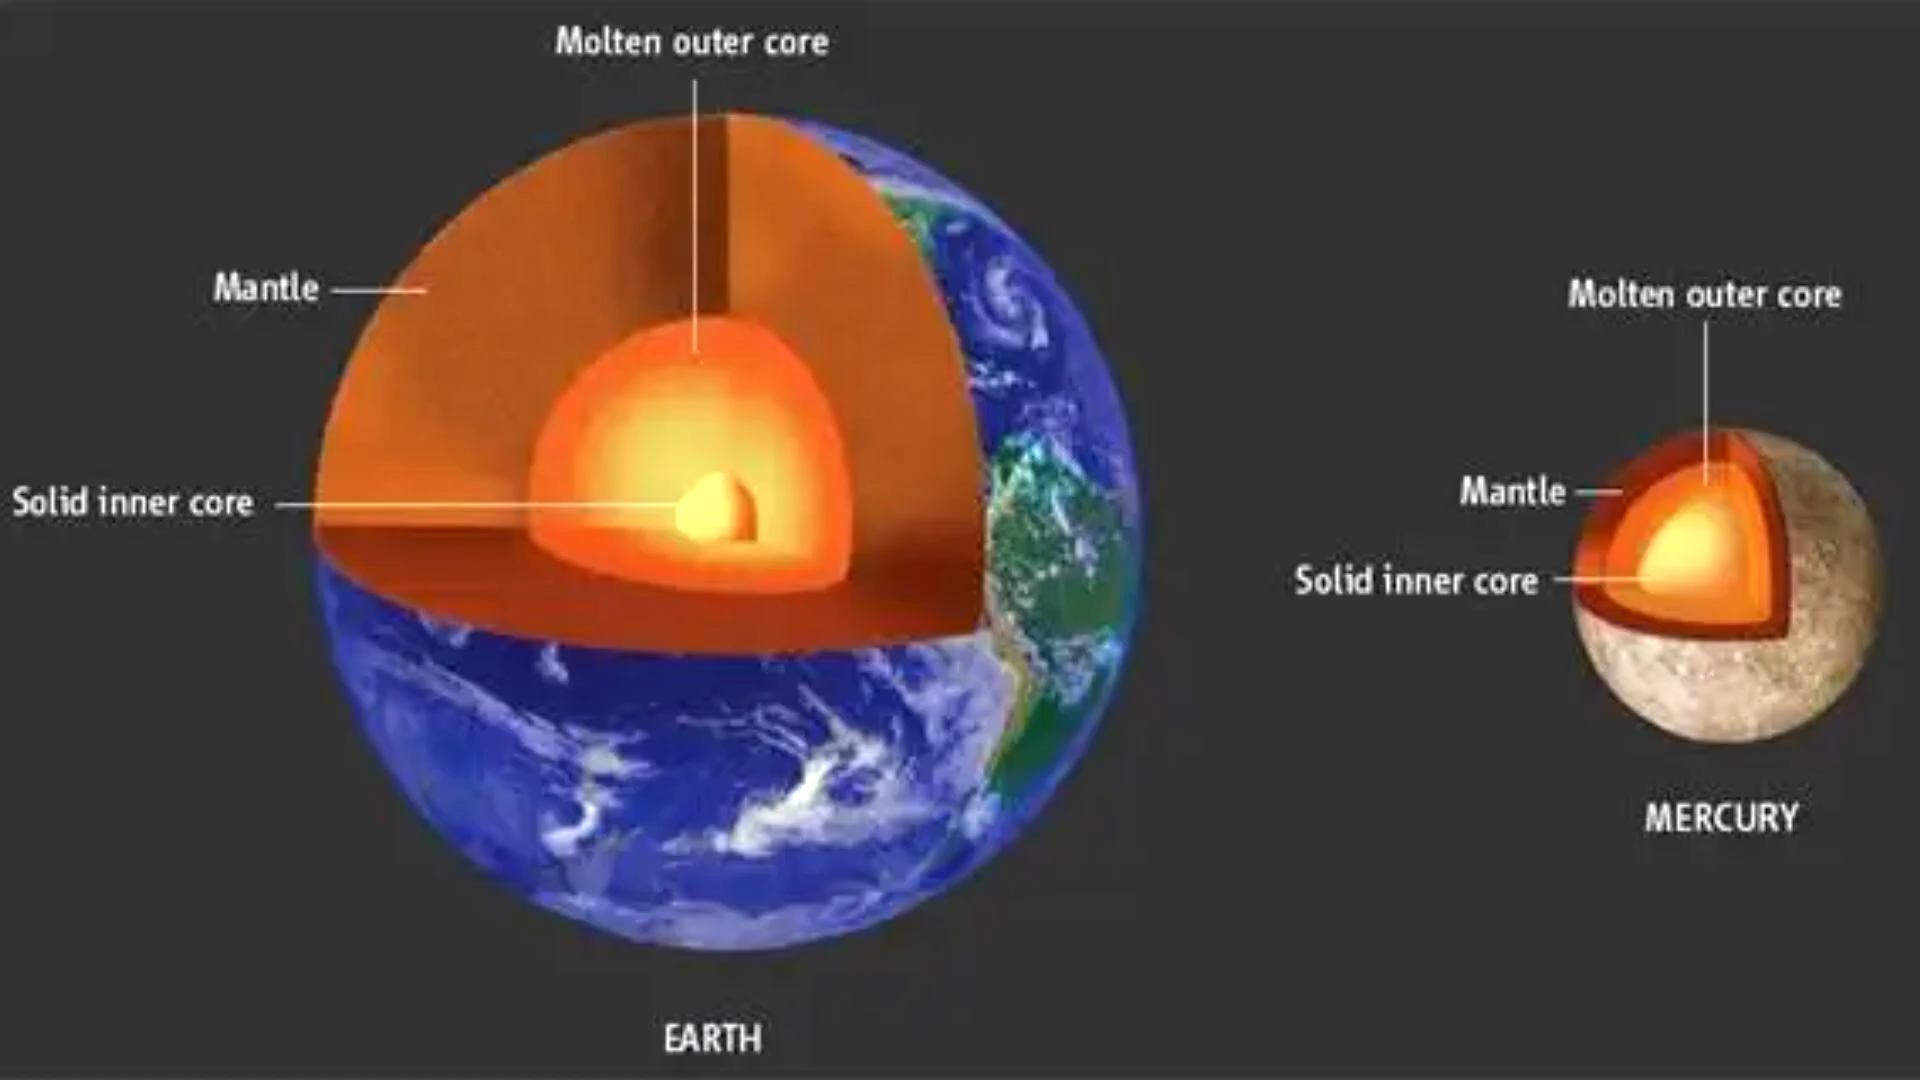 Molten outer core
Mantle
Solid inner core
EARTH
Molten outer core
Mantle
Solid inner core
MERCURY